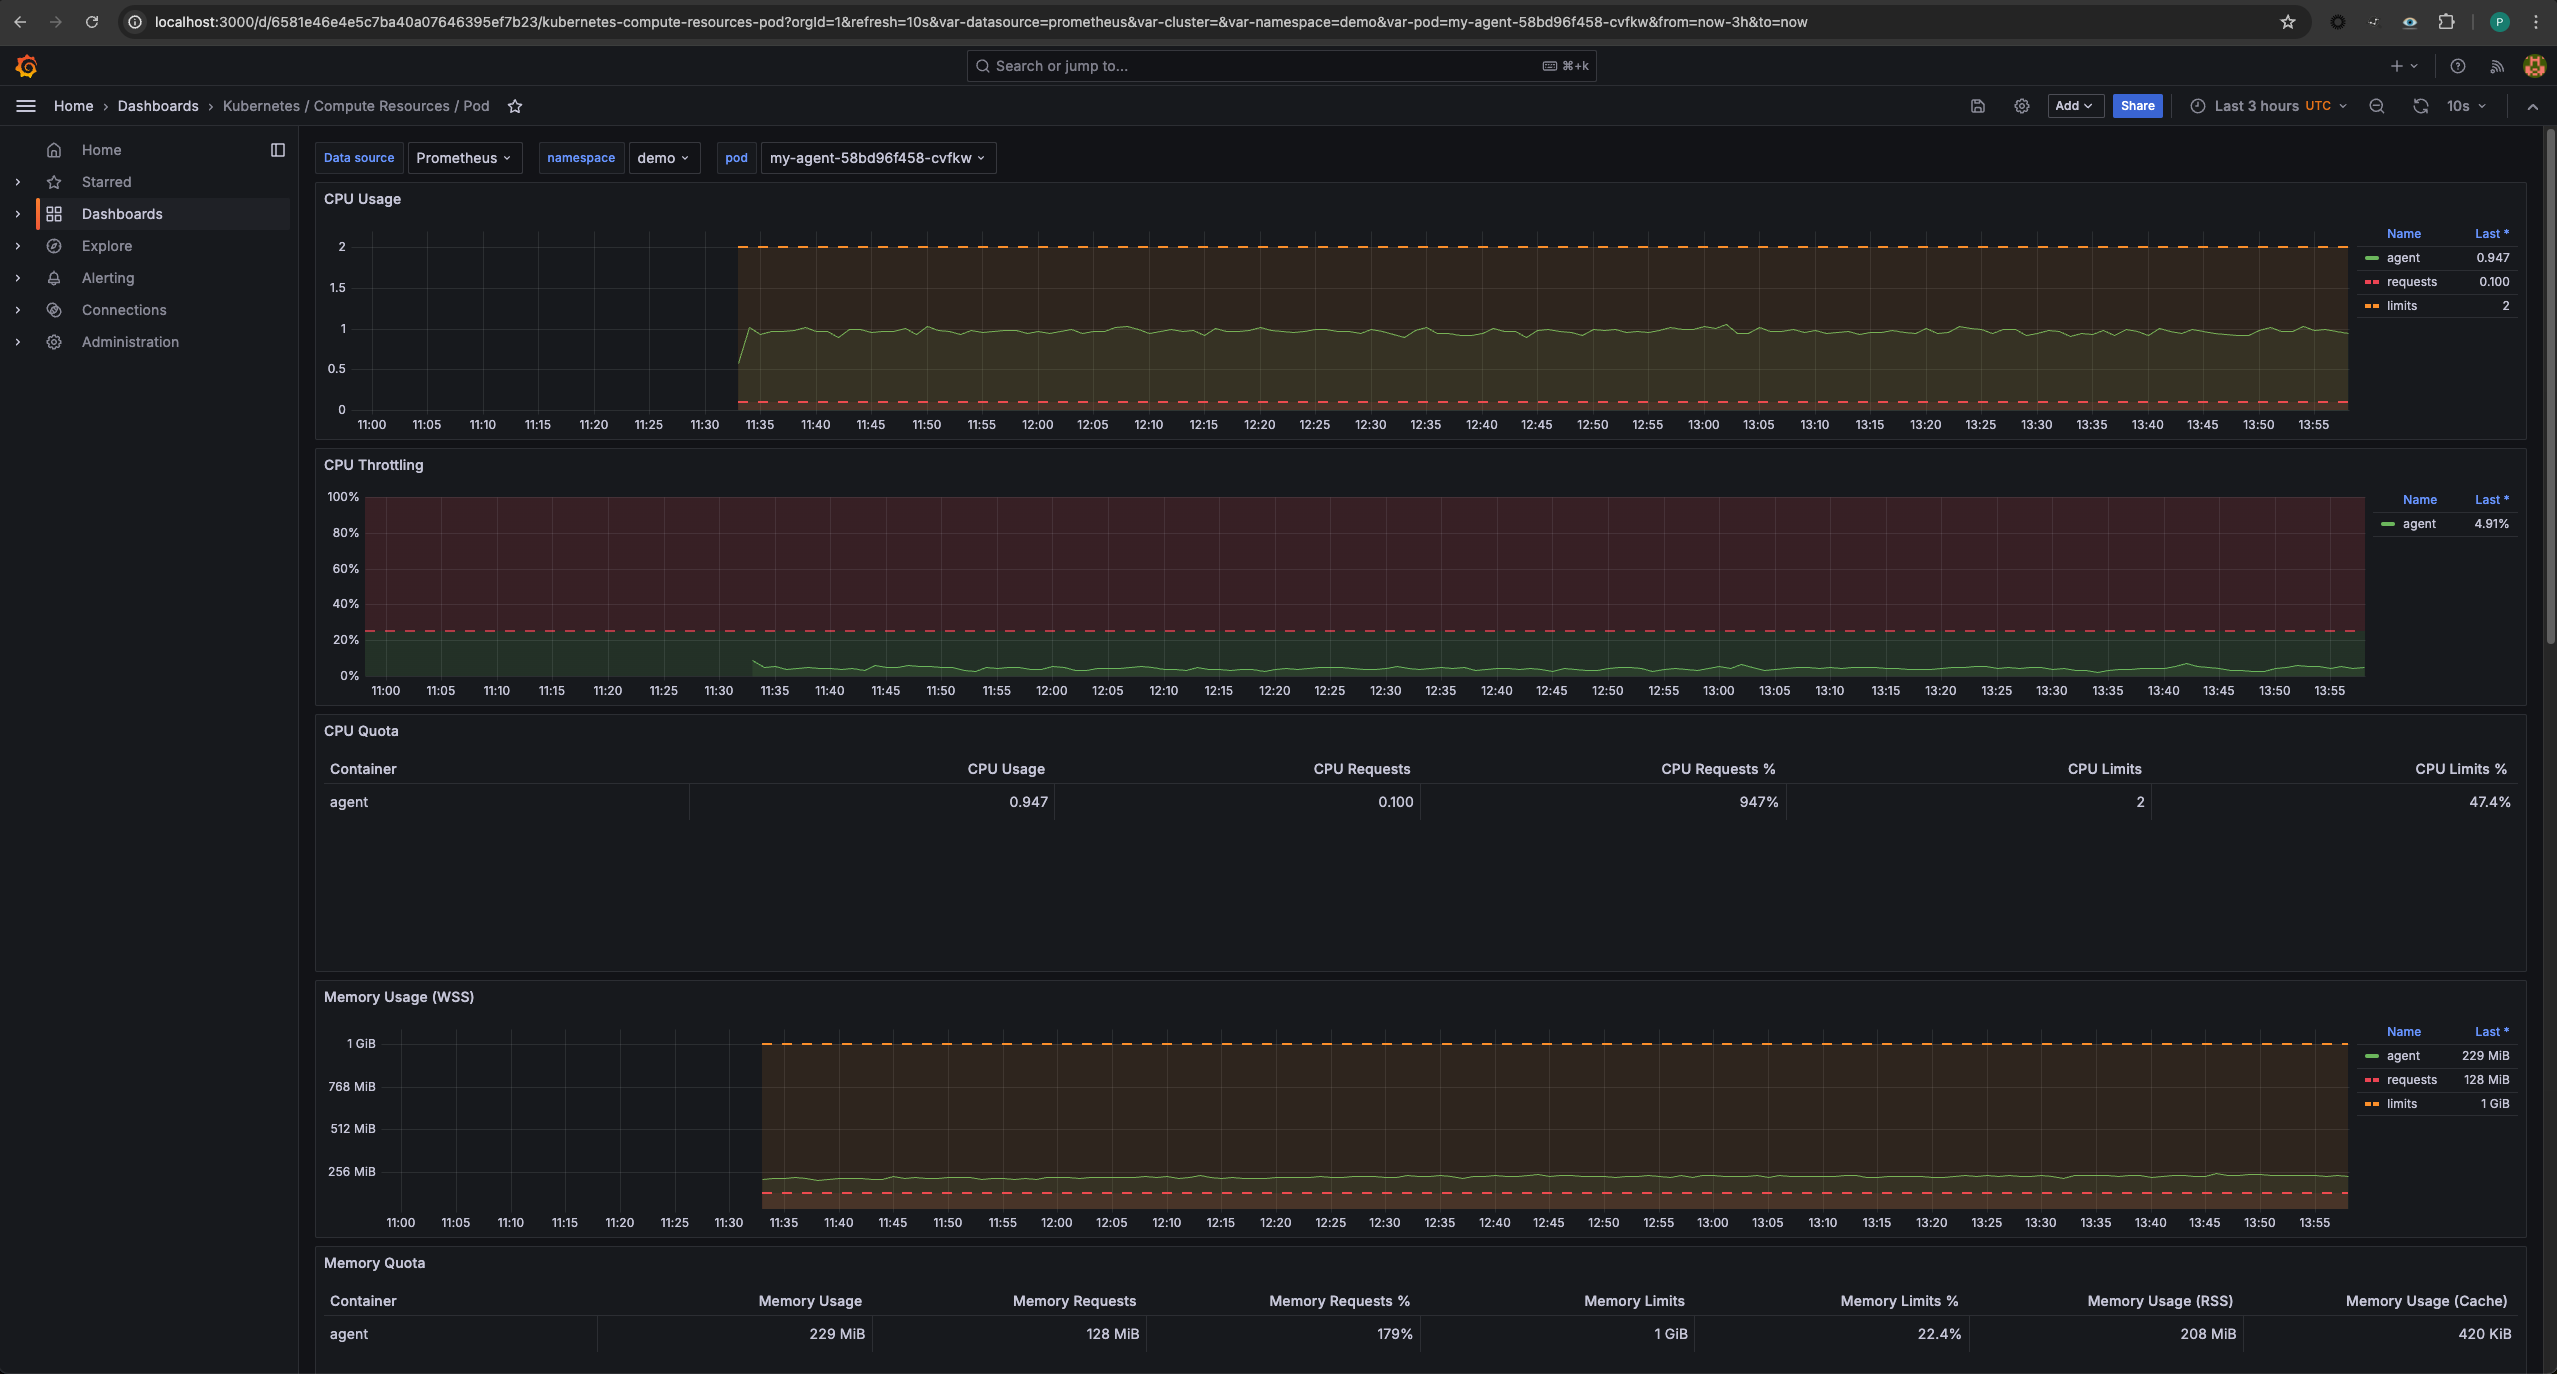 localhost:3000/d/6581e46e4e5c7ba40a07646395ef7b23/kubernetes-compute-resources-pod?orgId=1&refresh=10s&var-datasource=prometheus&var-cluster=&var-namespace=demo&var-pod=my-agent-58bd96f458-cvfkw&from=now-3h&to=now P
Search or jump to... ⌘+k
Home › Dashboards › Kubernetes / Compute Resources / Pod Add Share Last 3 hours UTC 10s
Home
Starred
Dashboards
Explore
Alerting
Connections
Administration
Data source Prometheus namespace demo pod my-agent-58bd96f458-cvfkw
CPU Usage
2
1.5
1
0.5
0
11:00 11:05 11:10 11:15 11:20 11:25 11:30 11:35 11:40 11:45 11:50 11:55 12:00 12:05 12:10 12:15 12:20 12:25 12:30 12:35 12:40 12:45 12:50 12:55 13:00 13:05 13:10 13:15 13:20 13:25 13:30 13:35 13:40 13:45 13:50 13:55
Name Last *
agent 0.947
requests 0.100
limits 2
CPU Throttling
100%
80%
60%
40%
20%
0%
11:00 11:05 11:10 11:15 11:20 11:25 11:30 11:35 11:40 11:45 11:50 11:55 12:00 12:05 12:10 12:15 12:20 12:25 12:30 12:35 12:40 12:45 12:50 12:55 13:00 13:05 13:10 13:15 13:20 13:25 13:30 13:35 13:40 13:45 13:50 13:55
Name Last *
agent 4.91%
CPU Quota
Container CPU Usage CPU Requests CPU Requests % CPU Limits CPU Limits %
agent 0.947 0.100 947% 2 47.4%
Memory Usage (WSS)
1 GiB
768 MiB
512 MiB
256 MiB
11:00 11:05 11:10 11:15 11:20 11:25 11:30 11:35 11:40 11:45 11:50 11:55 12:00 12:05 12:10 12:15 12:20 12:25 12:30 12:35 12:40 12:45 12:50 12:55 13:00 13:05 13:10 13:15 13:20 13:25 13:30 13:35 13:40 13:45 13:50 13:55
Name Last *
agent 229 MiB
requests 128 MiB
limits 1 GiB
Memory Quota
Container Memory Usage Memory Requests Memory Requests % Memory Limits Memory Limits % Memory Usage (RSS) Memory Usage (Cache)
agent 229 MiB 128 MiB 179% 1 GiB 22.4% 208 MiB 420 KiB